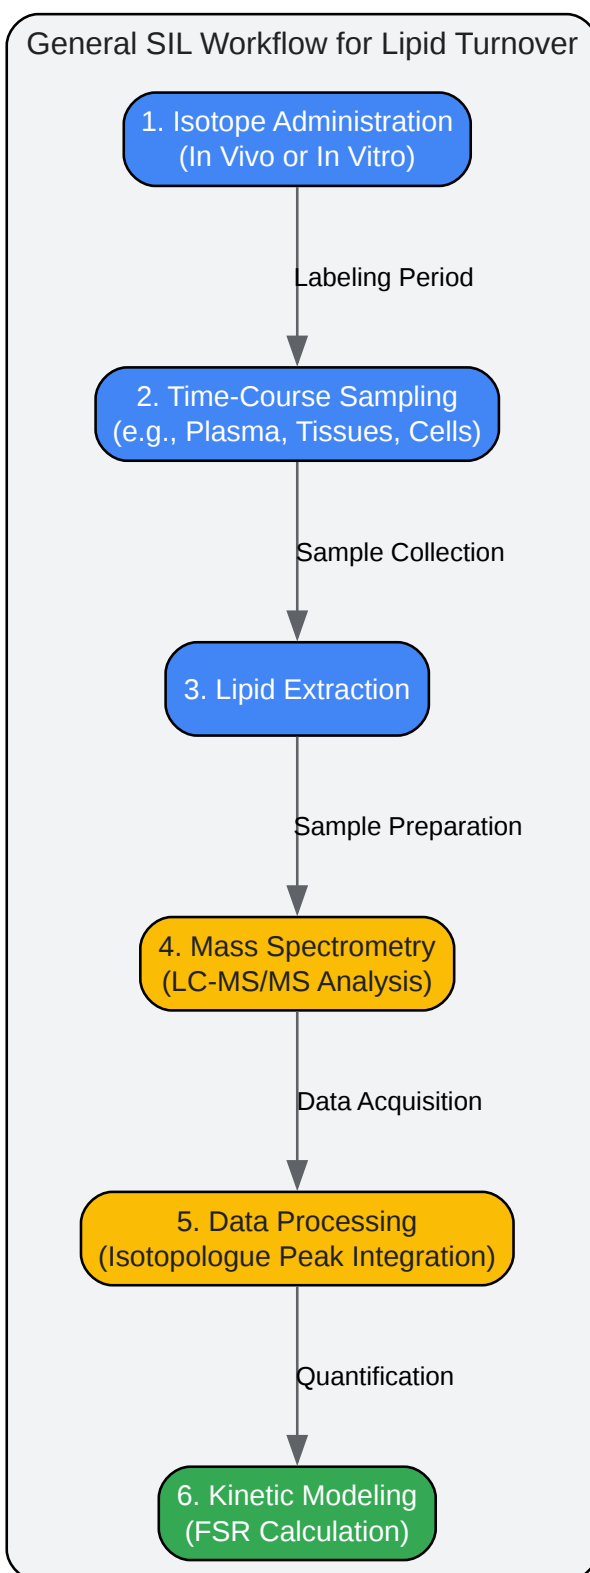 General SIL Workflow for Lipid Turnover
1. Isotope Administration
(In Vivo or In Vitro)
Labeling Period
2. Time-Course Sampling
(e.g., Plasma, Tissues, Cells)
Sample Collection
3. Lipid Extraction
Sample Preparation
4. Mass Spectrometry
(LC-MS/MS Analysis)
Data Acquisition
5. Data Processing
(Isotopologue Peak Integration)
Quantification
6. Kinetic Modeling
(FSR Calculation)